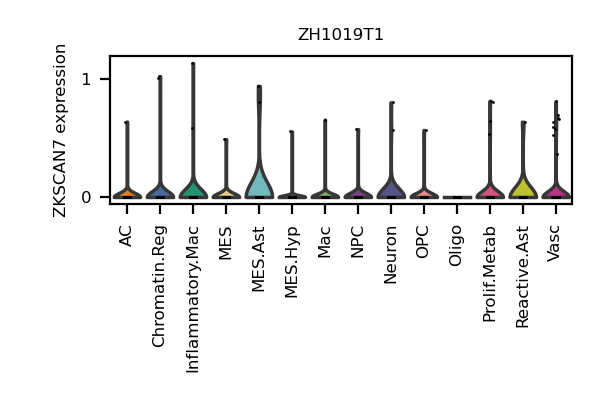 ZH1019T1
ZKSCAN7 expression
1
0
AC
Chromatin.Reg
Inflammatory.Mac
MES
MES.Ast
MES.Hyp
Mac
NPC
Neuron
OPC
Oligo
Prolif.Metab
Reactive.Ast
Vasc